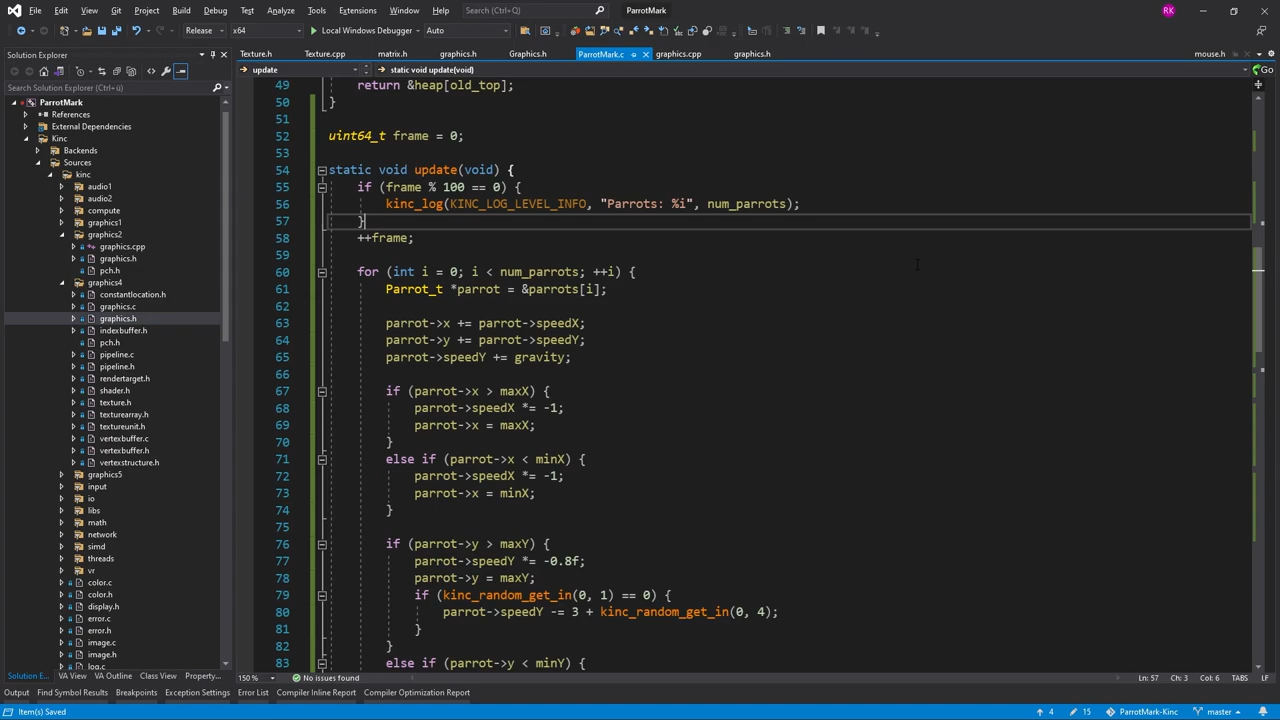 File Edit View Git Project Build Debug Test Analyze Tools Extensions Window Help Search (Ctrl+Q) ParrotMark RK
Release x64 Local Windows Debugger Auto
Solution Explorer Texture.h Texture.cpp matrix.h graphics.h Graphics.h ParrotMark.c graphics.cpp graphics.h mouse.h
update static void update(void) Go
Search Solution Explorer (Ctrl+ü)
ParrotMark
References
External Dependencies
Kinc
Backends
Sources
kinc
audio1
audio2
compute
graphics1
graphics2
graphics.cpp
graphics.h
pch.h
graphics4
constantlocation.h
graphics.c
graphics.h
indexbuffer.h
pch.h
pipeline.c
pipeline.h
rendertarget.h
shader.h
texture.h
texturearray.h
textureunit.h
vertexbuffer.c
vertexbuffer.h
vertexstructure.h
graphics5
input
io
libs
math
network
simd
threads
vr
color.c
color.h
display.h
error.c
error.h
image.c
image.h
log.c
49 return &heap[old_top];
50 }
51
52 uint64_t frame = 0;
53
54 static void update(void) {
55 if (frame % 100 == 0) {
56 kinc_log(KINC_LOG_LEVEL_INFO, "Parrots: %i", num_parrots);
57 }
58 ++frame;
59
60 for (int i = 0; i < num_parrots; ++i) {
61 Parrot_t *parrot = &parrots[i];
62
63 parrot->x += parrot->speedX;
64 parrot->y += parrot->speedY;
65 parrot->speedY += gravity;
66
67 if (parrot->x > maxX) {
68 parrot->speedX *= -1;
69 parrot->x = maxX;
70 }
71 else if (parrot->x < minX) {
72 parrot->speedX *= -1;
73 parrot->x = minX;
74 }
75
76 if (parrot->y > maxY) {
77 parrot->speedY *= -0.8f;
78 parrot->y = maxY;
79 if (kinc_random_get_in(0, 1) == 0) {
80 parrot->speedY -= 3 + kinc_random_get_in(0, 4);
81 }
82 }
83 else if (parrot->y < minY) {
Solution E... VA View VA Outline Class View Property... 150 % No issues found Ln: 57 Ch: 3 Col: 6 TABS LF
Output Find Symbol Results Breakpoints Exception Settings Error List Compiler Inline Report Compiler Optimization Report
Item(s) Saved 4 15 ParrotMark-Kinc master